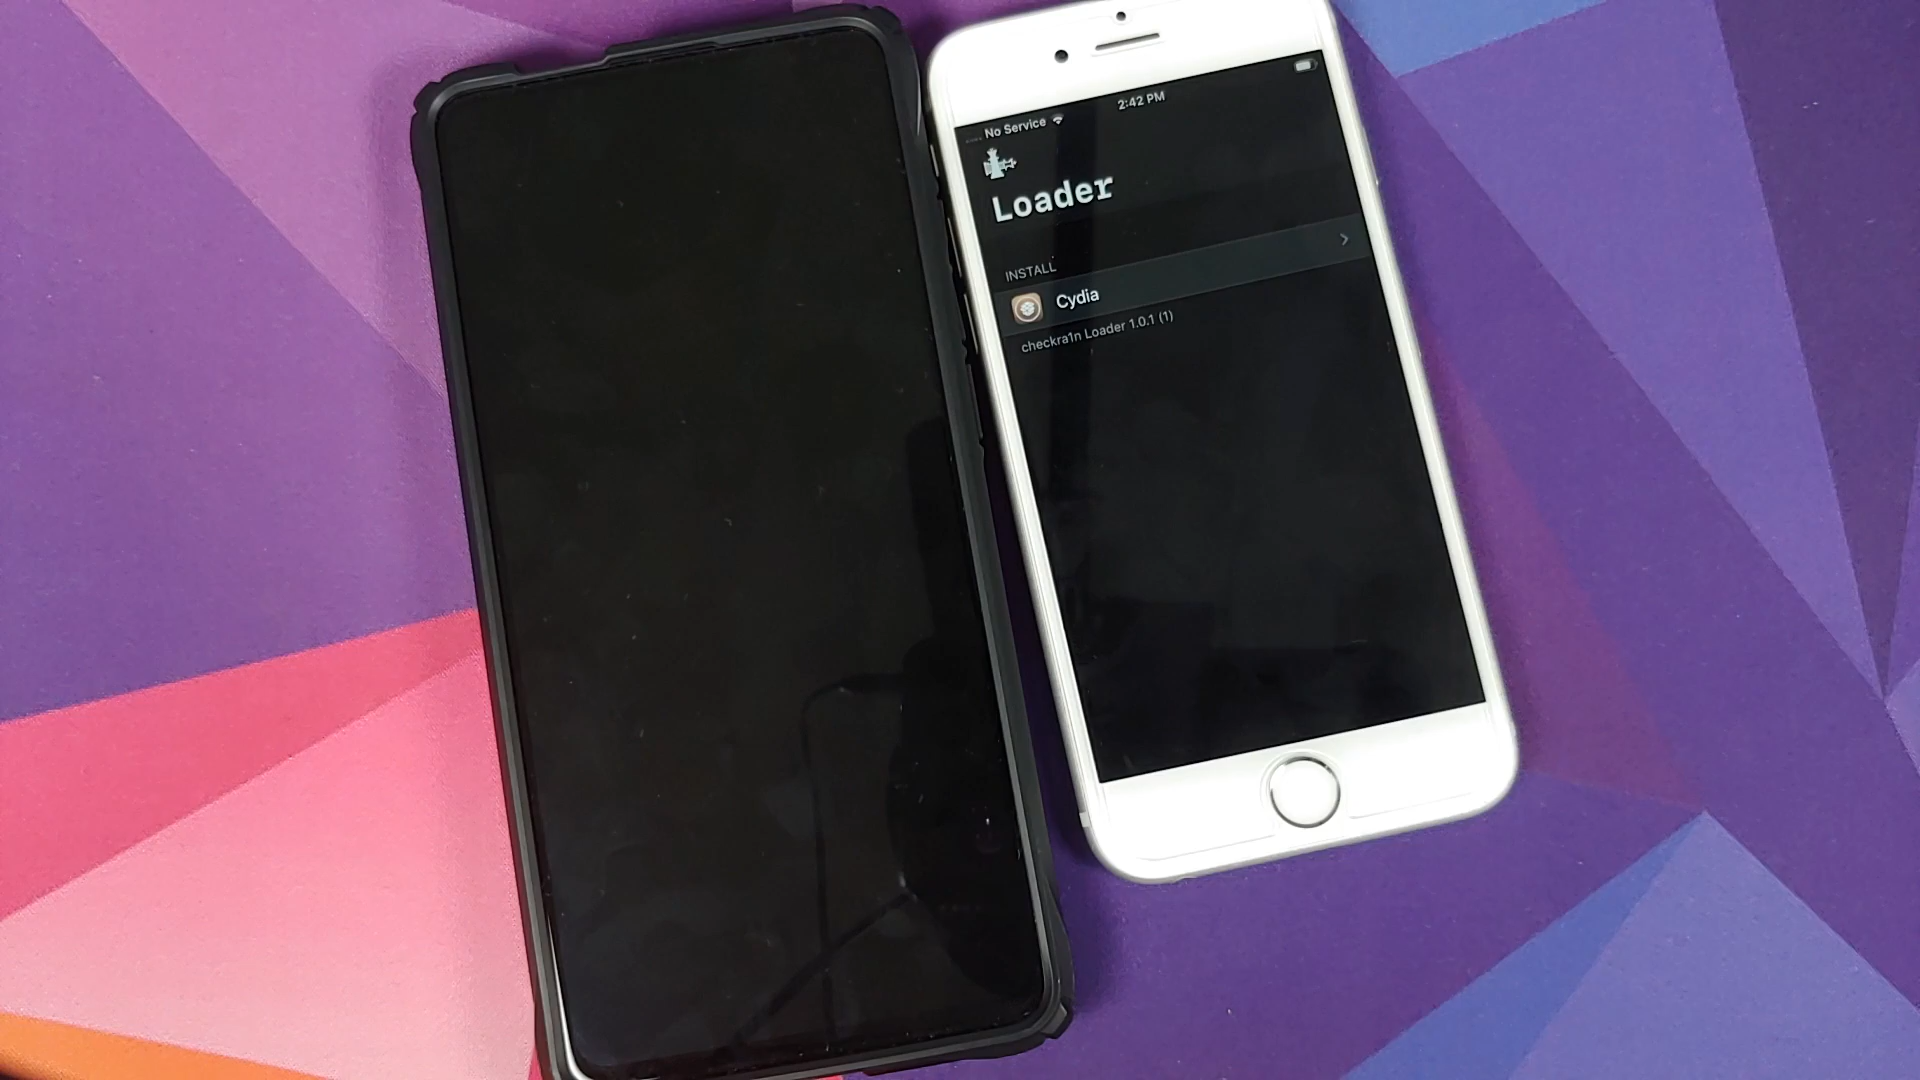 2:42 PM
No Service
Loader
INSTALL
Cydia
checkra1n Loader 1.0.1 (1)